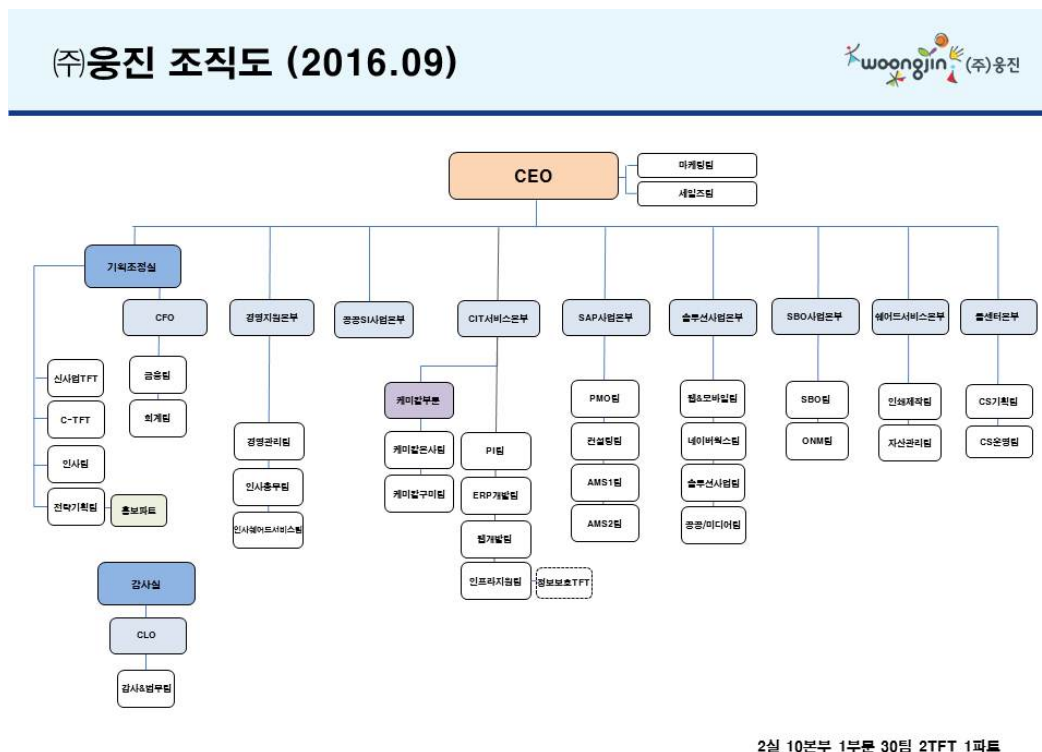 ㈜웅진 조직도 (2016.09)
woongjin (주)웅진
CEO
마케팅팀
세일즈팀
기획조정실
CFO
경영지원본부
공공SI사업본부
CIT서비스본부
SAP사업본부
솔루션사업본부
SBO사업본부
쉐어드서비스본부
콜센터본부
신사업TFT
C-TFT
인사팀
전략기획팀
홍보파트
금융팀
회계팀
경영관리팀
인사총무팀
인사쉐어드서비스팀
케미칼부문
케미칼본사팀
케미칼구미팀
PI팀
ERP개발팀
웹개발팀
인프라지원팀
정보보호TFT
PMO팀
컨설팅팀
AMS1팀
AMS2팀
웹&모바일팀
네이버웍스팀
솔루션사업팀
공공/미디어팀
SBO팀
ONM팀
인쇄제작팀
자산관리팀
CS기획팀
CS운영팀
감사실
CLO
감사&법무팀
2실 10본부 1부문 30팀 2TFT 1파트